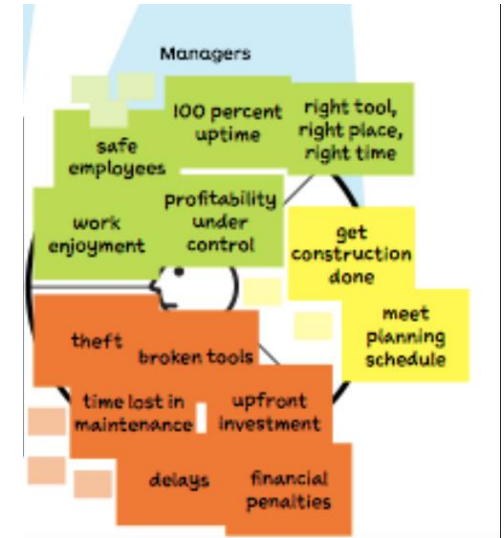 Managers
100 percent
uptime
right tool,
right place,
right time
safe
employees
work
enjoyment
profitability
under
control
get
construction
done
meet
planning
schedule
theft
broken tools
time lost in
maintenance
upfront
investment
delays
financial
penalties